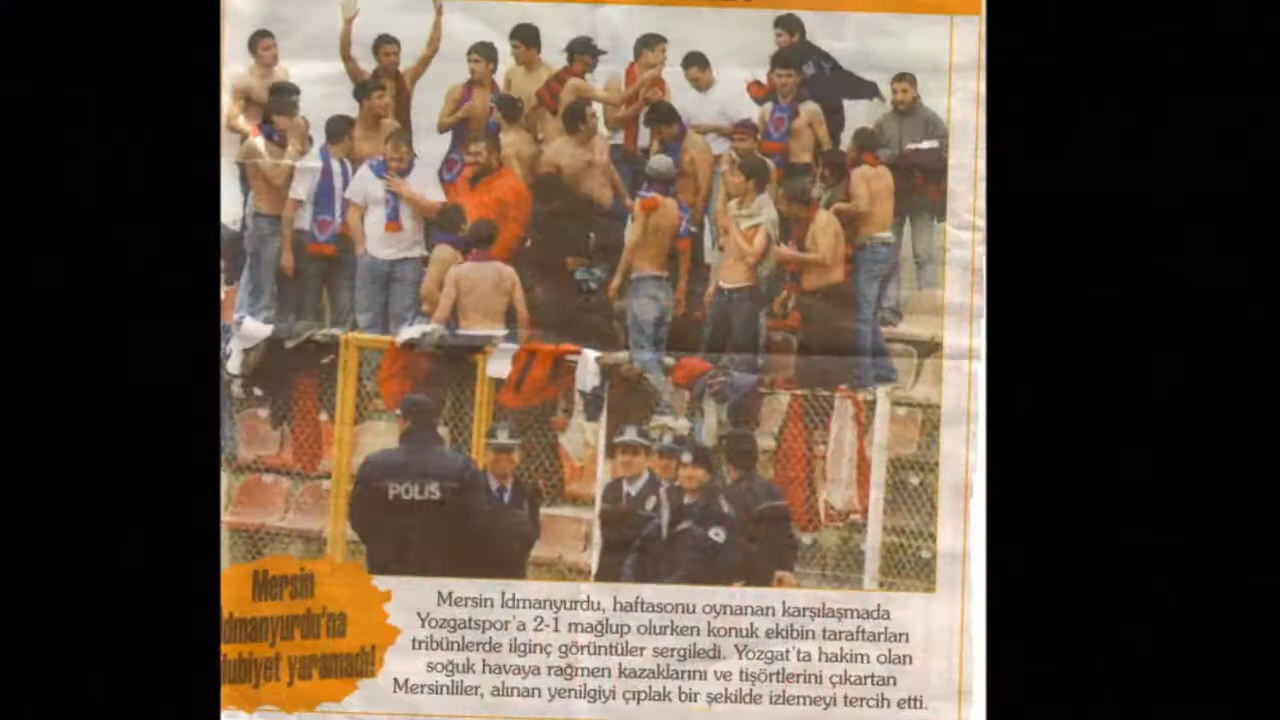 POLIS
Mersin
İdmanyurdu'na
yaramadı!
Mersin İdmanyurdu, haftasonu oynanan karşılaşmada
Yozgatspor'a 2-1 mağlup olurken konuk ekibin taraftarları
tribünlerde ilginç görüntüler sergiledi. Yozgat'ta hakim olan
soğuk havaya rağmen kazaklarını ve tişörtlerini çıkartan
Mersinliler, alınan yenilgiyi çıplak bir şekilde izlemeyi tercih etti.